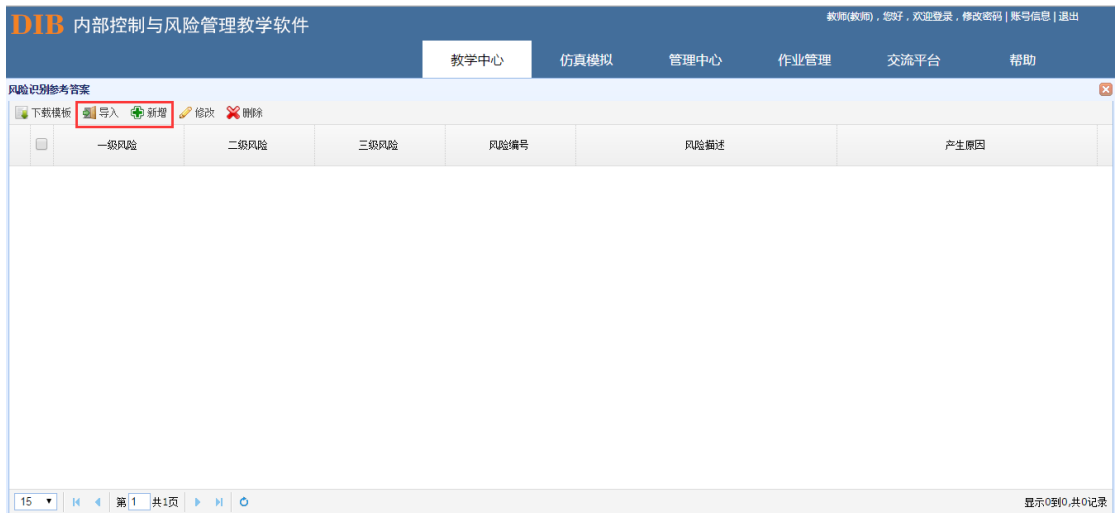 教师(教师)，您好，欢迎登录，修改密码 | 账号信息 | 退出
DIB 内部控制与风险管理教学软件
教学中心 仿真模拟 管理中心 作业管理 交流平台 帮助
风险识别参考答案
下载模板 导入 新增 修改 删除
一级风险 二级风险 三级风险 风险编号 风险描述 产生原因
15 第 1 共1页 显示0到0,共0记录